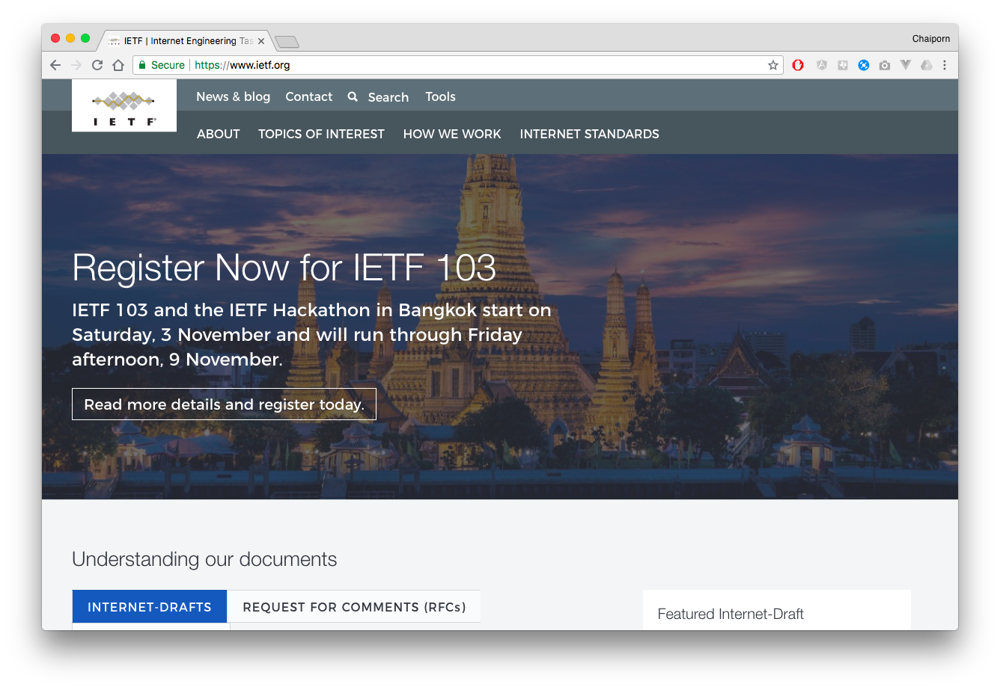 IETF | Internet Engineering Tas
Chaiporn
Secure
https://www.ietf.org
News & blog Contact Search Tools
I E T F®
ABOUT TOPICS OF INTEREST HOW WE WORK INTERNET STANDARDS
Register Now for IETF 103
IETF 103 and the IETF Hackathon in Bangkok start on
Saturday, 3 November and will run through Friday
afternoon, 9 November.
Read more details and register today.
Understanding our documents
INTERNET-DRAFTS REQUEST FOR COMMENTS (RFCs)
Featured Internet-Draft